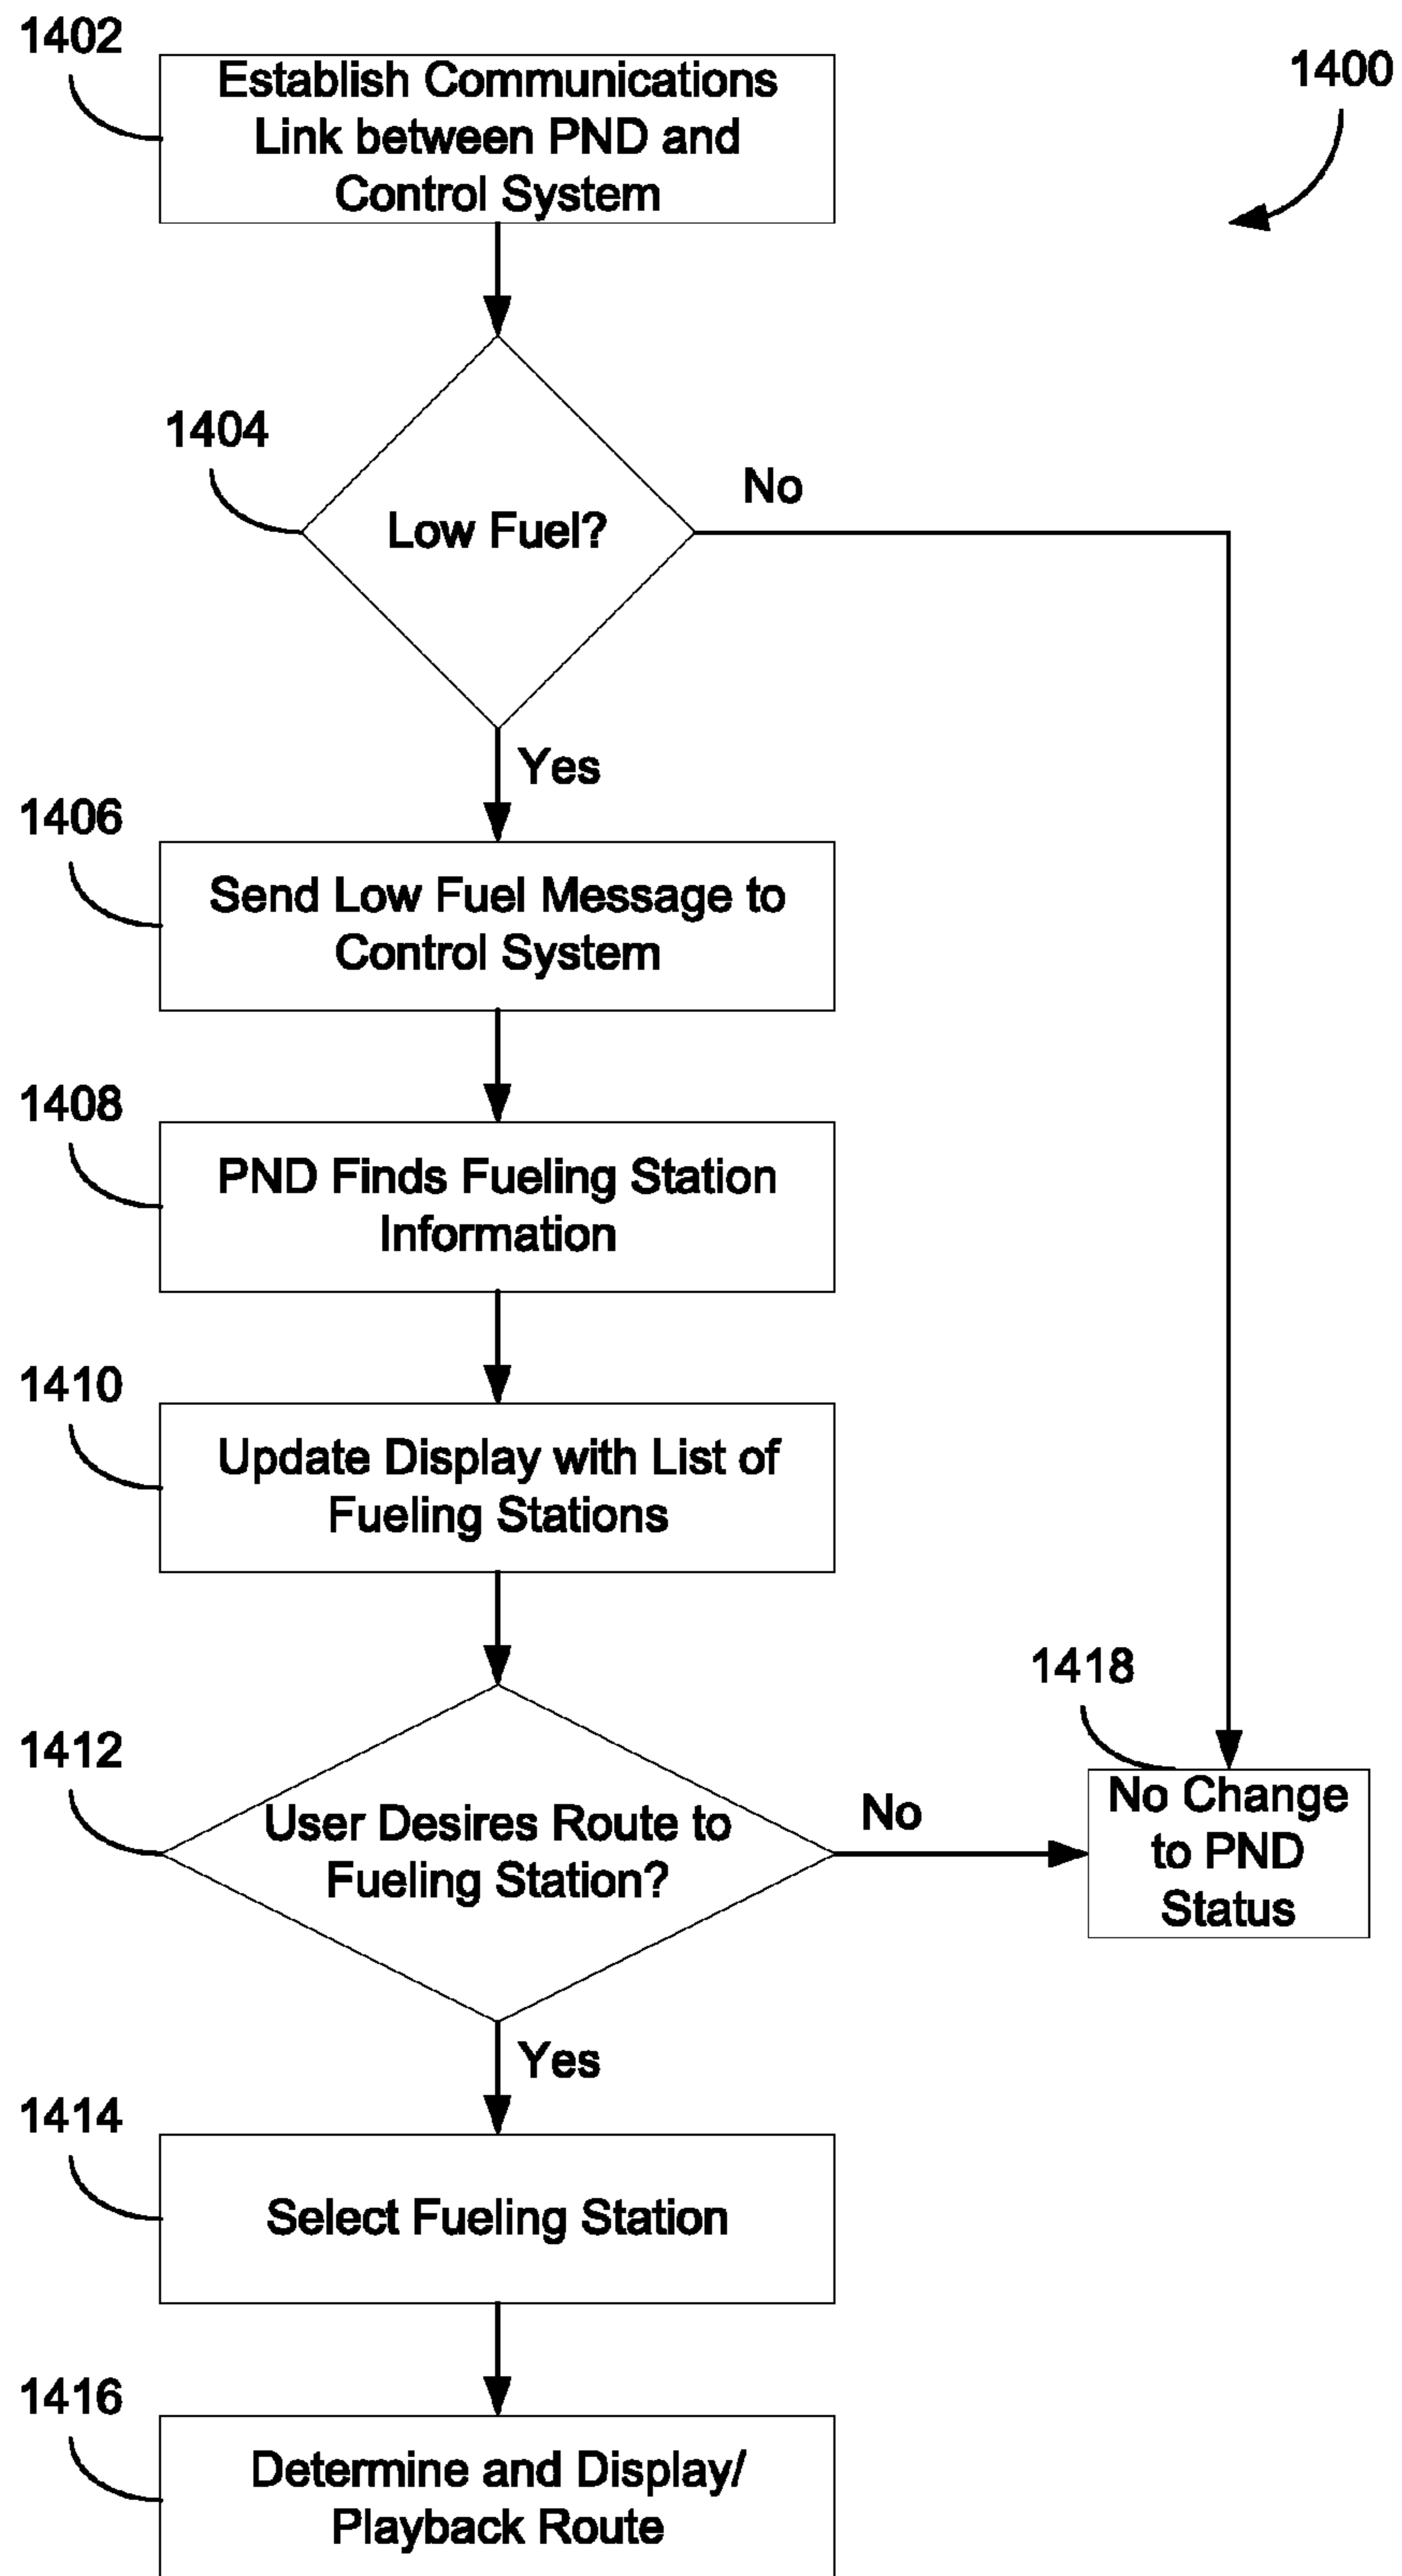 1402
Establish Communications
Link between PND and
Control System
1400
1404
Low Fuel?
No
Yes
1406
Send Low Fuel Message to
Control System
1408
PND Finds Fueling Station
Information
1410
Update Display with List of
Fueling Stations
1412
User Desires Route to
Fueling Station?
No
1418
No Change
to PND
Status
Yes
1414
Select Fueling Station
1416
Determine and Display/
Playback Route